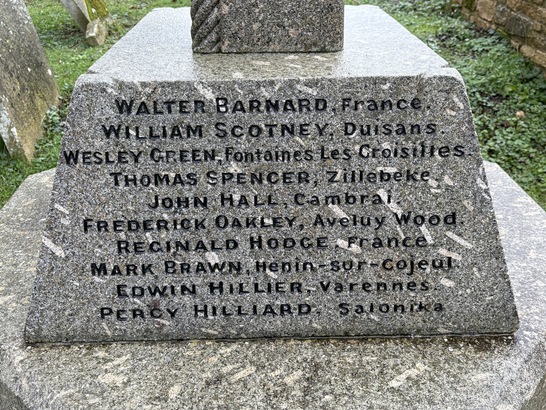 WALTER BARNARD, France.
WILLIAM SCOTNEY, Duisans.
WESLEY GREEN, Fontaines Les Croisilles.
THOMAS SPENCER, Zillebeke.
JOHN HALL, Cambrai.
FREDERICK OAKLEY, Aveluy Wood.
REGINALD HODGE, France.
MARK BRAWN, Henin-sur-Cojeul.
EDWIN HILLIER, Varennes.
PERCY HILLIARD. Salonika.